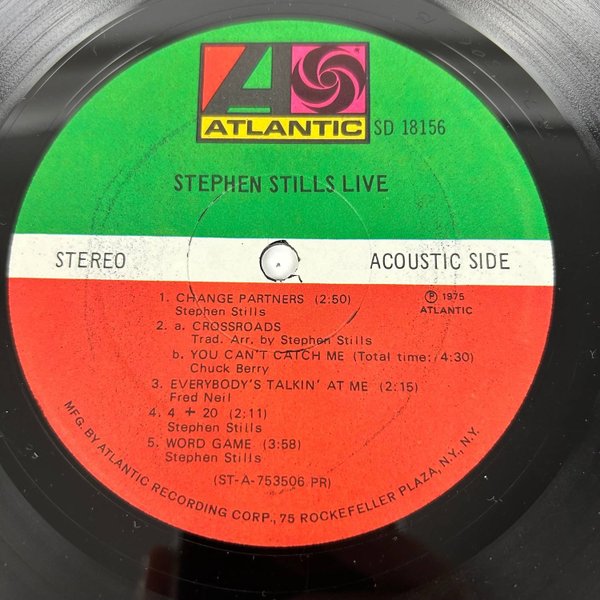 ATLANTIC
SD 18156
STEPHEN STILLS LIVE
STEREO
ACOUSTIC SIDE
1. CHANGE PARTNERS (2:50)
Stephen Stills
℗ 1975
ATLANTIC
2. a. CROSSROADS
Trad. Arr. by Stephen Stills
b. YOU CAN'T CATCH ME (Total time: 4:30)
Chuck Berry
3. EVERYBODY'S TALKIN' AT ME (2:15)
Fred Neil
4. 4 + 20 (2:11)
Stephen Stills
5. WORD GAME (3:58)
Stephen Stills
(ST-A-753506 PR)
MFG. BY ATLANTIC RECORDING CORP., 75 ROCKEFELLER PLAZA, N.Y., N.Y.